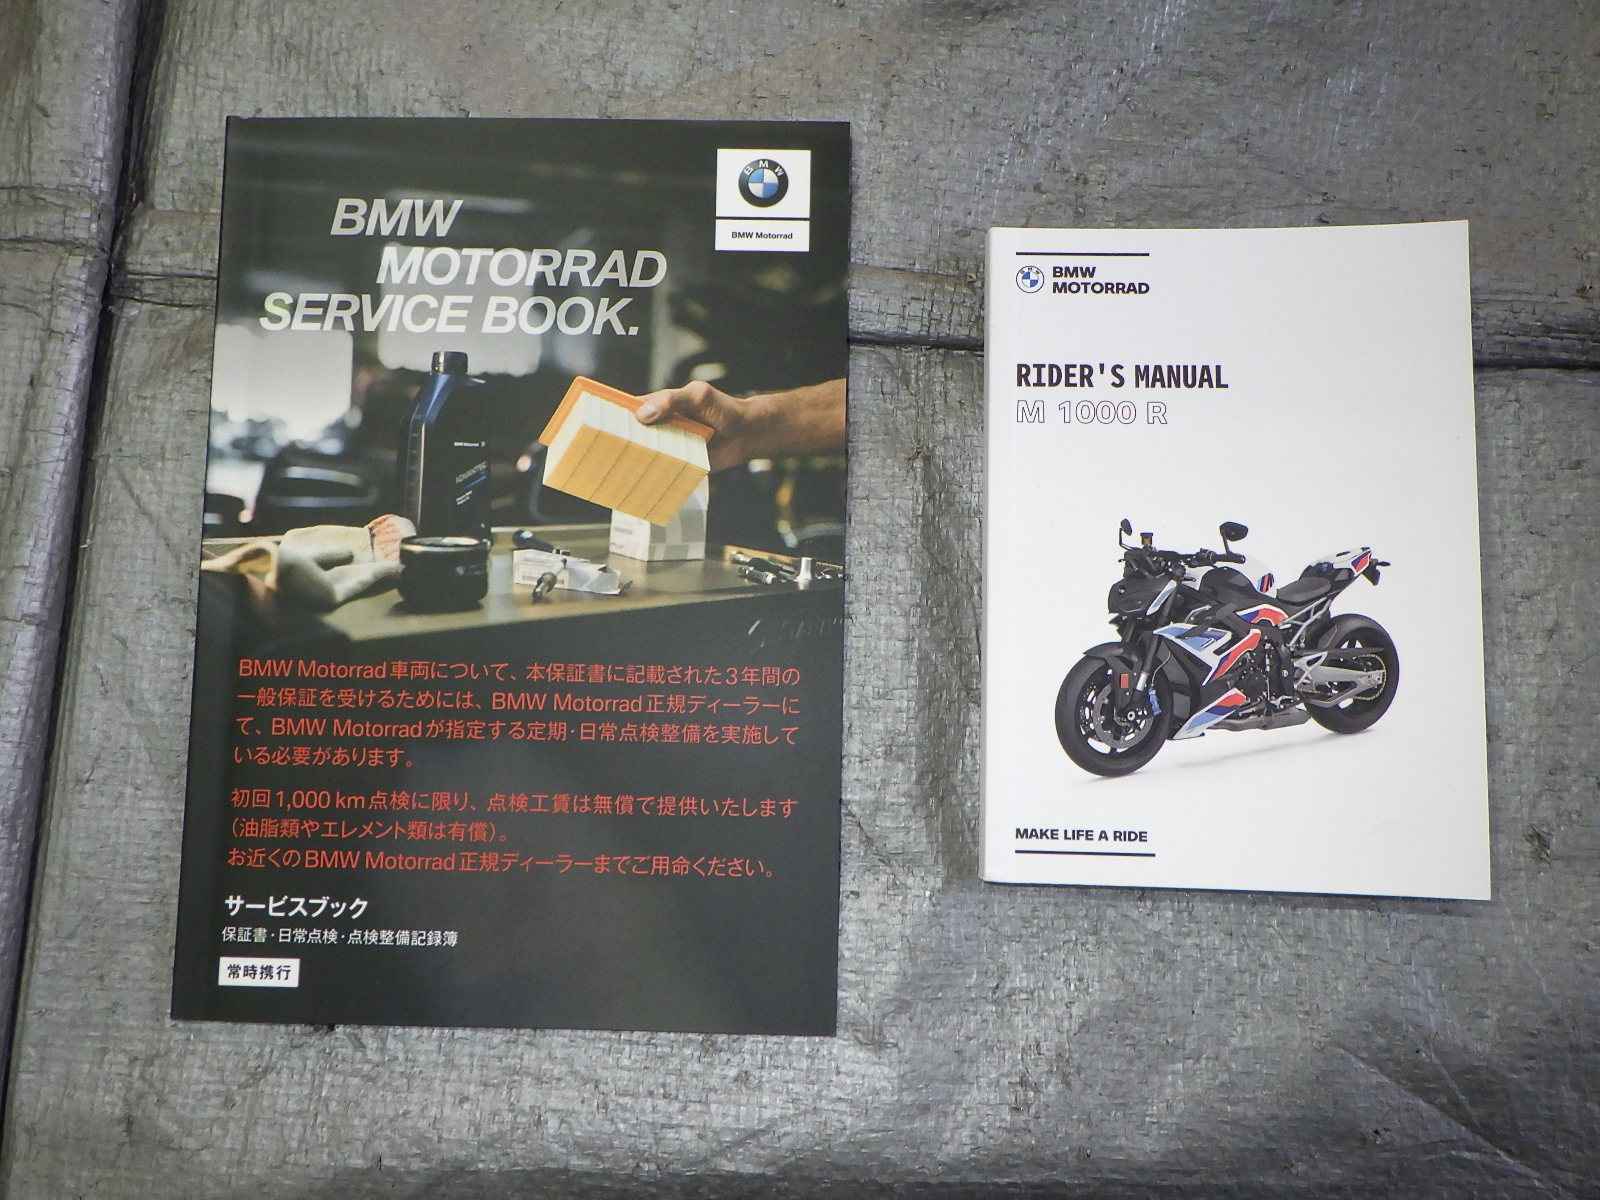 BMW
MOTORRAD
SERVICE BOOK.
BMW
BMW Motorrad
BMW Motorrad
ADVANTEC
BMW Motorrad車両について、本保証書に記載された3年間の
一般保証を受けるためには、BMW Motorrad正規ディーラーに
て、BMW Motorradが指定する定期・日常点検整備を実施して
いる必要があります。
初回1,000km点検に限り、点検工賃は無償で提供いたします
（油脂類やエレメント類は有償）。
お近くのBMW Motorrad正規ディーラーまでご用命ください。
サービスブック
保証書・日常点検・点検整備記録簿
常時携行
BMW
MOTORRAD
RIDER'S MANUAL
M 1000 R
MAKE LIFE A RIDE